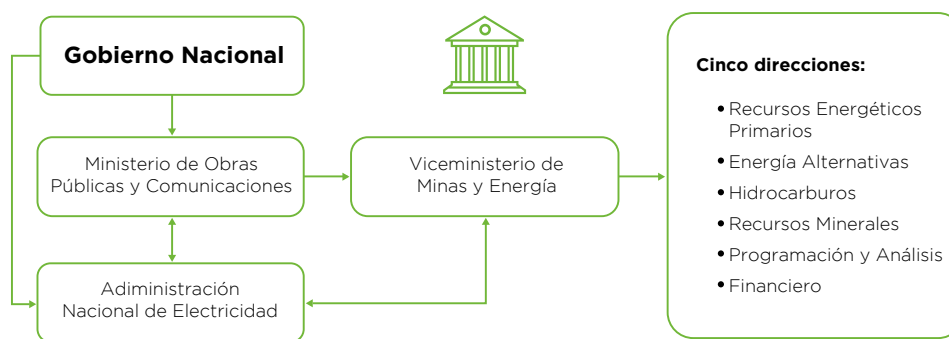 Gobierno Nacional
Ministerio de Obras
Públicas y Comunicaciones
Viceministerio de
Minas y Energía
Adiministración
Nacional de Electricidad
Cinco direcciones:
• Recursos Energéticos
Primarios
• Energía Alternativas
• Hidrocarburos
• Recursos Minerales
• Programación y Análisis
• Financiero